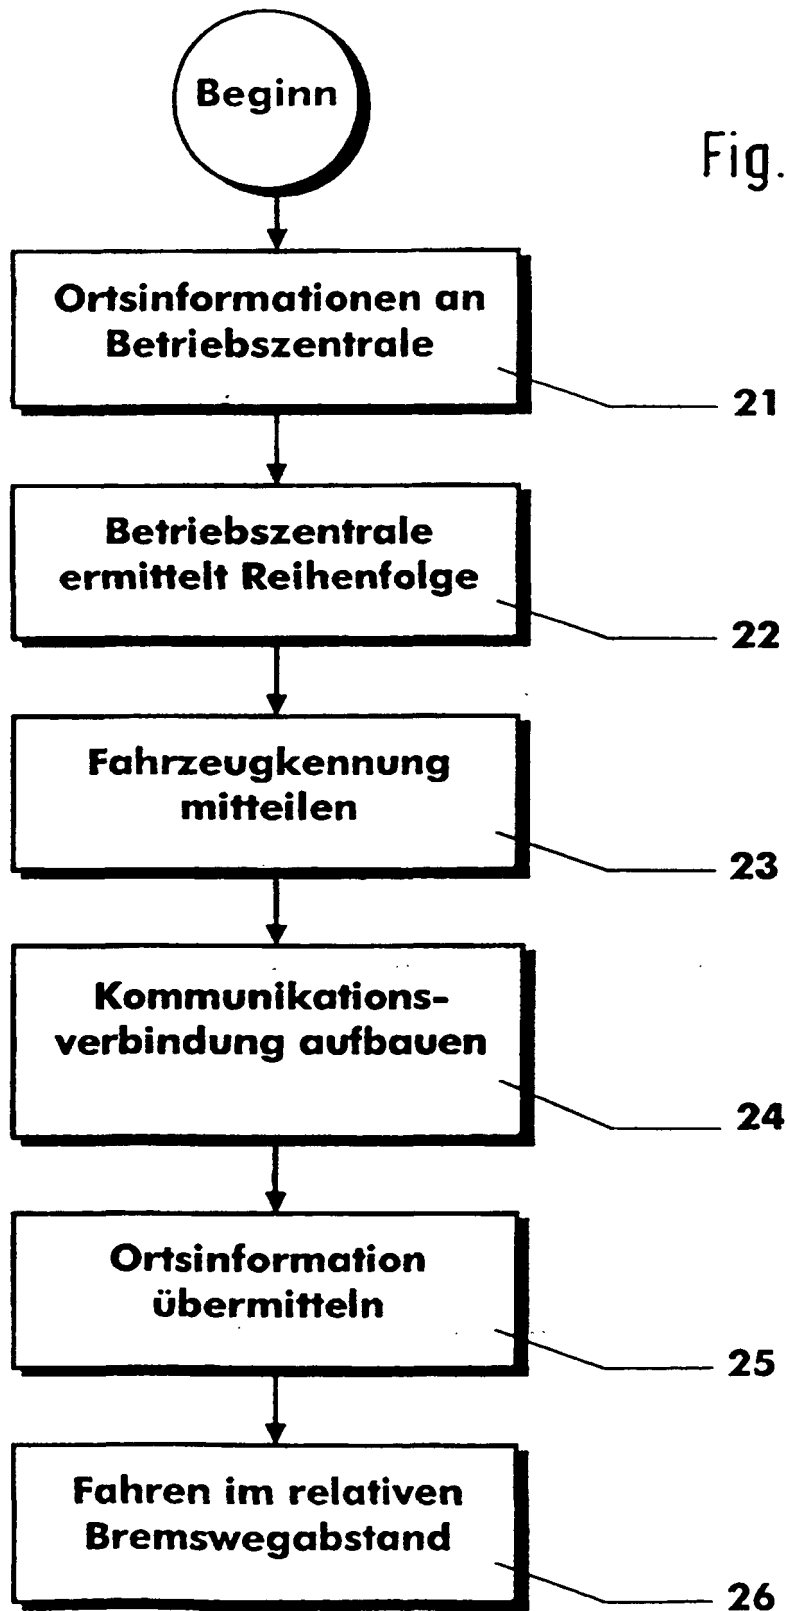 Beginn
Fig.
Ortsinformationen an
Betriebszentrale
21
Betriebszentrale
ermittelt Reihenfolge
22
Fahrzeugkennung
mitteilen
23
Kommunikations-
verbindung aufbauen
24
Ortsinformation
übermitteln
25
Fahren im relativen
Bremswegabstand
26